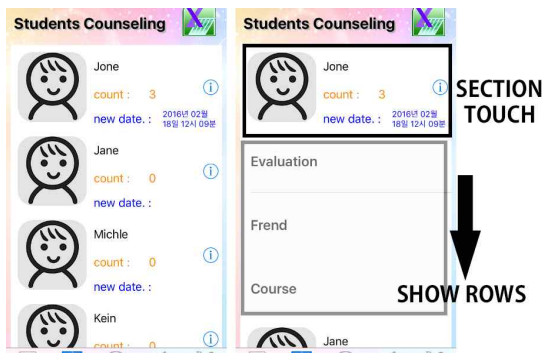 Students Counseling
Jone
count : 3
new date. : 2016년 02월
18일 12시 09분
Jane
count : 0
new date. :
Michle
count : 0
new date. :
Kein
count : 0
Students Counseling
Jone
count : 3
new date. : 2016년 02월
18일 12시 09분
Evaluation
Frend
Course
Jane
SECTION
TOUCH
SHOW ROWS